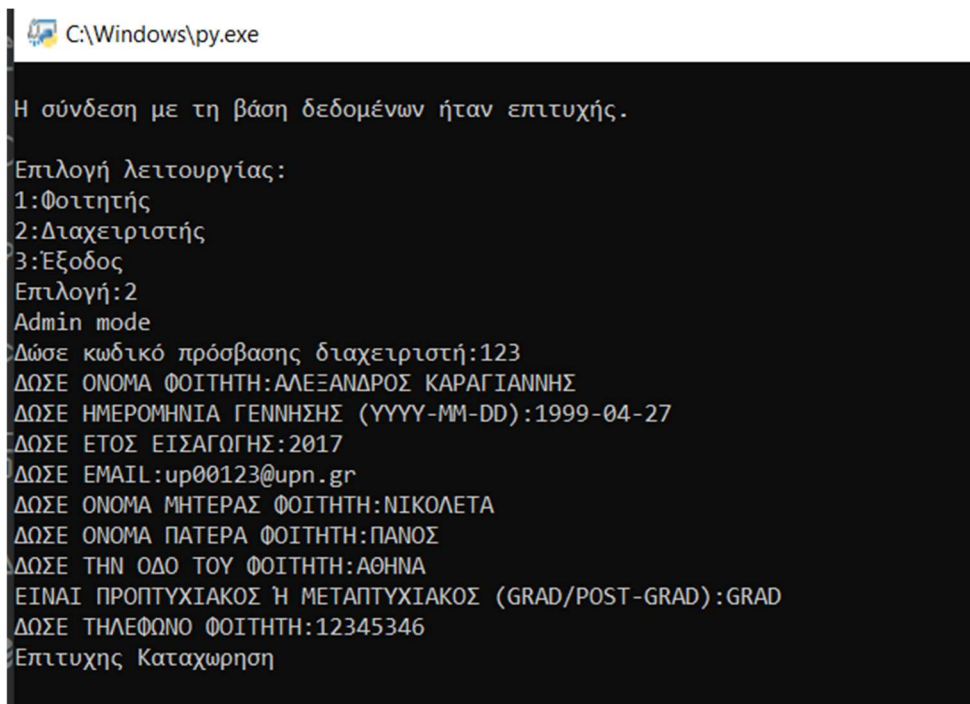 C:\Windows\py.exe
Η σύνδεση με τη βάση δεδομένων ήταν επιτυχής.
Επιλογή λειτουργίας:
1:Φοιτητής
2:Διαχειριστής
3:Έξοδος
Επιλογή:2
Admin mode
Δώσε κωδικό πρόσβασης διαχειριστή:123
ΔΩΣΕ ΟΝΟΜΑ ΦΟΙΤΗΤΗ:ΑΛΕΞΑΝΔΡΟΣ ΚΑΡΑΓΙΑΝΝΗΣ
ΔΩΣΕ ΗΜΕΡΟΜΗΝΙΑ ΓΕΝΝΗΣΗΣ (YYYY-MM-DD):1999-04-27
ΔΩΣΕ ΕΤΟΣ ΕΙΣΑΓΩΓΗΣ:2017
ΔΩΣΕ EMAIL:up00123@upn.gr
ΔΩΣΕ ΟΝΟΜΑ ΜΗΤΕΡΑΣ ΦΟΙΤΗΤΗ:ΝΙΚΟΛΕΤΑ
ΔΩΣΕ ΟΝΟΜΑ ΠΑΤΕΡΑ ΦΟΙΤΗΤΗ:ΠΑΝΟΣ
ΔΩΣΕ ΤΗΝ ΟΔΟ ΤΟΥ ΦΟΙΤΗΤΗ:ΑΘΗΝΑ
ΕΙΝΑΙ ΠΡΟΠΤΥΧΙΑΚΟΣ Ή ΜΕΤΑΠΤΥΧΙΑΚΟΣ (GRAD/POST-GRAD):GRAD
ΔΩΣΕ ΤΗΛΕΦΩΝΟ ΦΟΙΤΗΤΗ:12345346
Επιτυχης Καταχωρηση